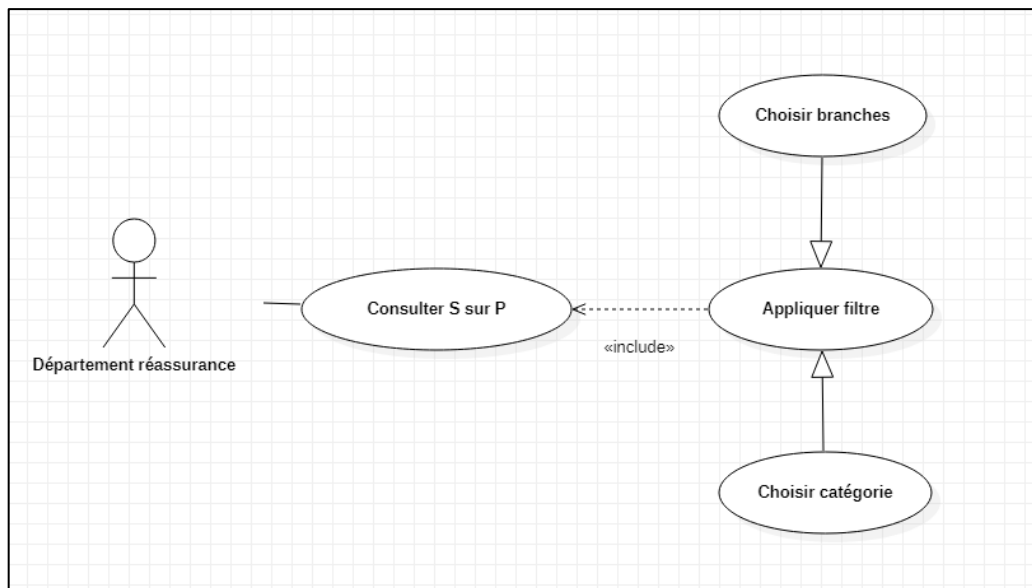 Choisir branches
Consulter S sur P
Appliquer filtre
«include»
Département réassurance
Choisir catégorie